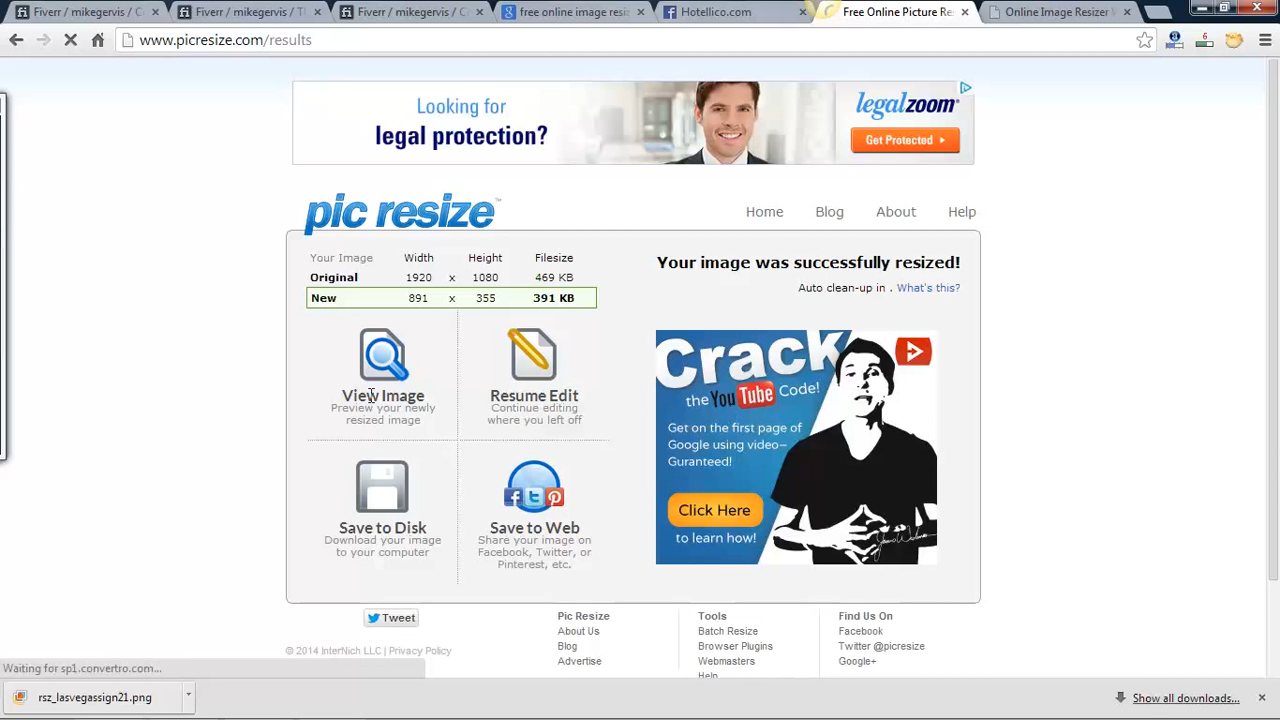 Fiverr / mikegervis / C
Fiverr / mikegervis / T
Fiverr / mikegervis / C
free online image resi
Hotellico.com
Free Online Picture Re
Online Image Resizer
www.picresize.com/results
6
Looking for
legal protection?
legalzoom
Get Protected
pic resize
Home Blog About Help
Your Image Width Height Filesize
Original 1920 x 1080 469 KB
New 891 x 355 391 KB
Your image was successfully resized!
Auto clean-up in . What's this?
View Image
Preview your newly
resized image
Resume Edit
Continue editing
where you left off
Save to Disk
Download your image
to your computer
Save to Web
Share your image on
Facebook, Twitter, or
Pinterest, etc.
Crack
the YouTube Code!
Get on the first page of
Google using video–
Guranteed!
Click Here
to learn how!
Tweet
© 2014 InterNich LLC | Privacy Policy
Pic Resize
About Us
Blog
Advertise
Tools
Batch Resize
Browser Plugins
Webmasters
Help
Find Us On
Facebook
Twitter @picresize
Google+
Waiting for sp1.convertro.com...
rsz_lasvegassign21.png
Show all downloads...